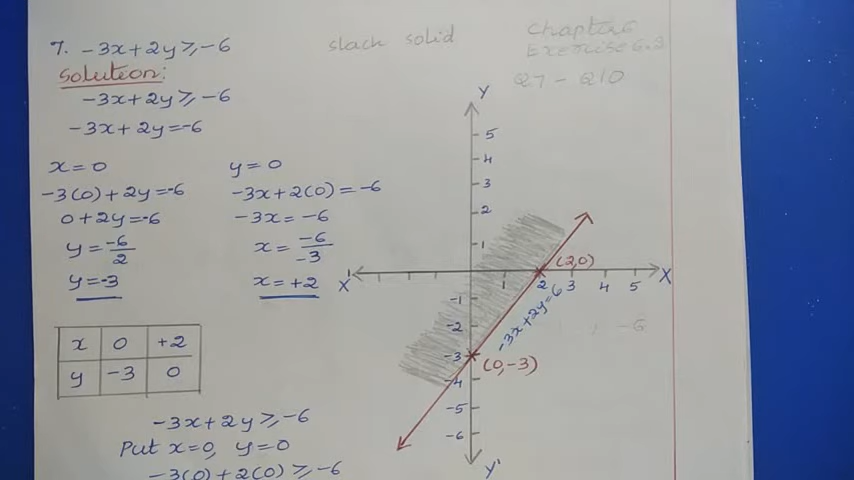 7. -3x+2y ≥ -6
Solution:
-3x+2y ≥ -6
-3x+2y=-6
x=0
-3(0)+2y=-6
0+2y=-6
y=-6/2
y=-3
y=0
-3x+2(0)=-6
-3x=-6
x=-6/-3
x=+2
x 0 +2
y -3 0
-3x+2y ≥ -6
Put x=0, y=0
-3(0)+2(0) ≥ -6
slack solid
Chapter 6
Exercise 6.3
Q7 - Q10
Y
5
4
3
2
1
X' 1 2 3 4 5 X
(2,0)
-1
-2
-3
-4
-5
-6
Y'
(0,-3)
-3x+2y=6
-6